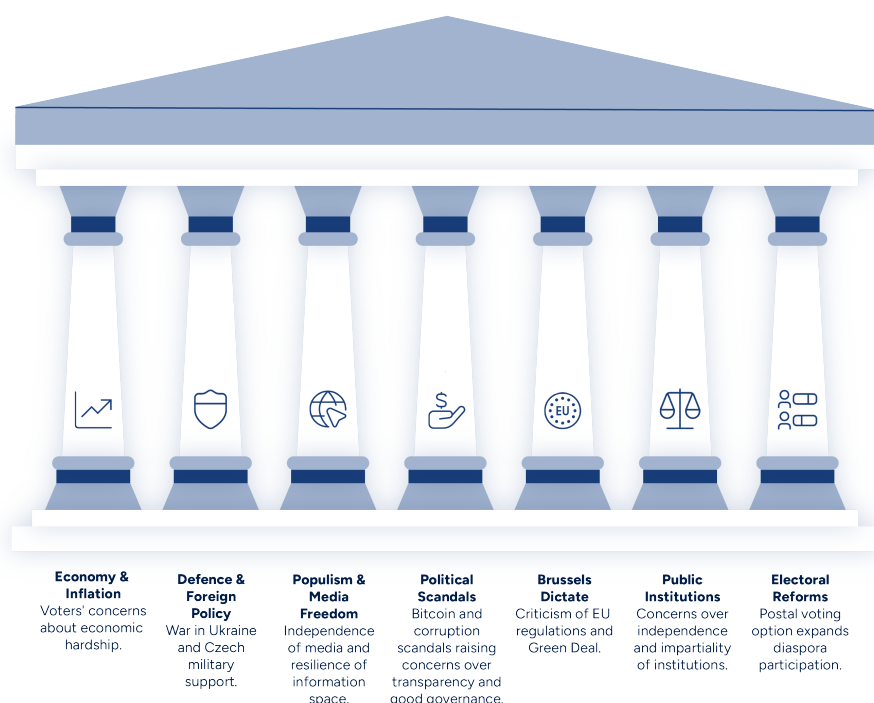 $
EU
Economy &
Inflation
Voters' concerns
about economic
hardship.
Defence &
Foreign
Policy
War in Ukraine
and Czech
military
support.
Populism &
Media
Freedom
Independence
of media and
resilience of
information
space.
Political
Scandals
Bitcoin and
corruption
scandals raising
concerns over
transparency and
good governance.
Brussels
Dictate
Criticism of EU
regulations and
Green Deal.
Public
Institutions
Concerns over
independence
and impartiality
of institutions.
Electoral
Reforms
Postal voting
option expands
diaspora
participation.